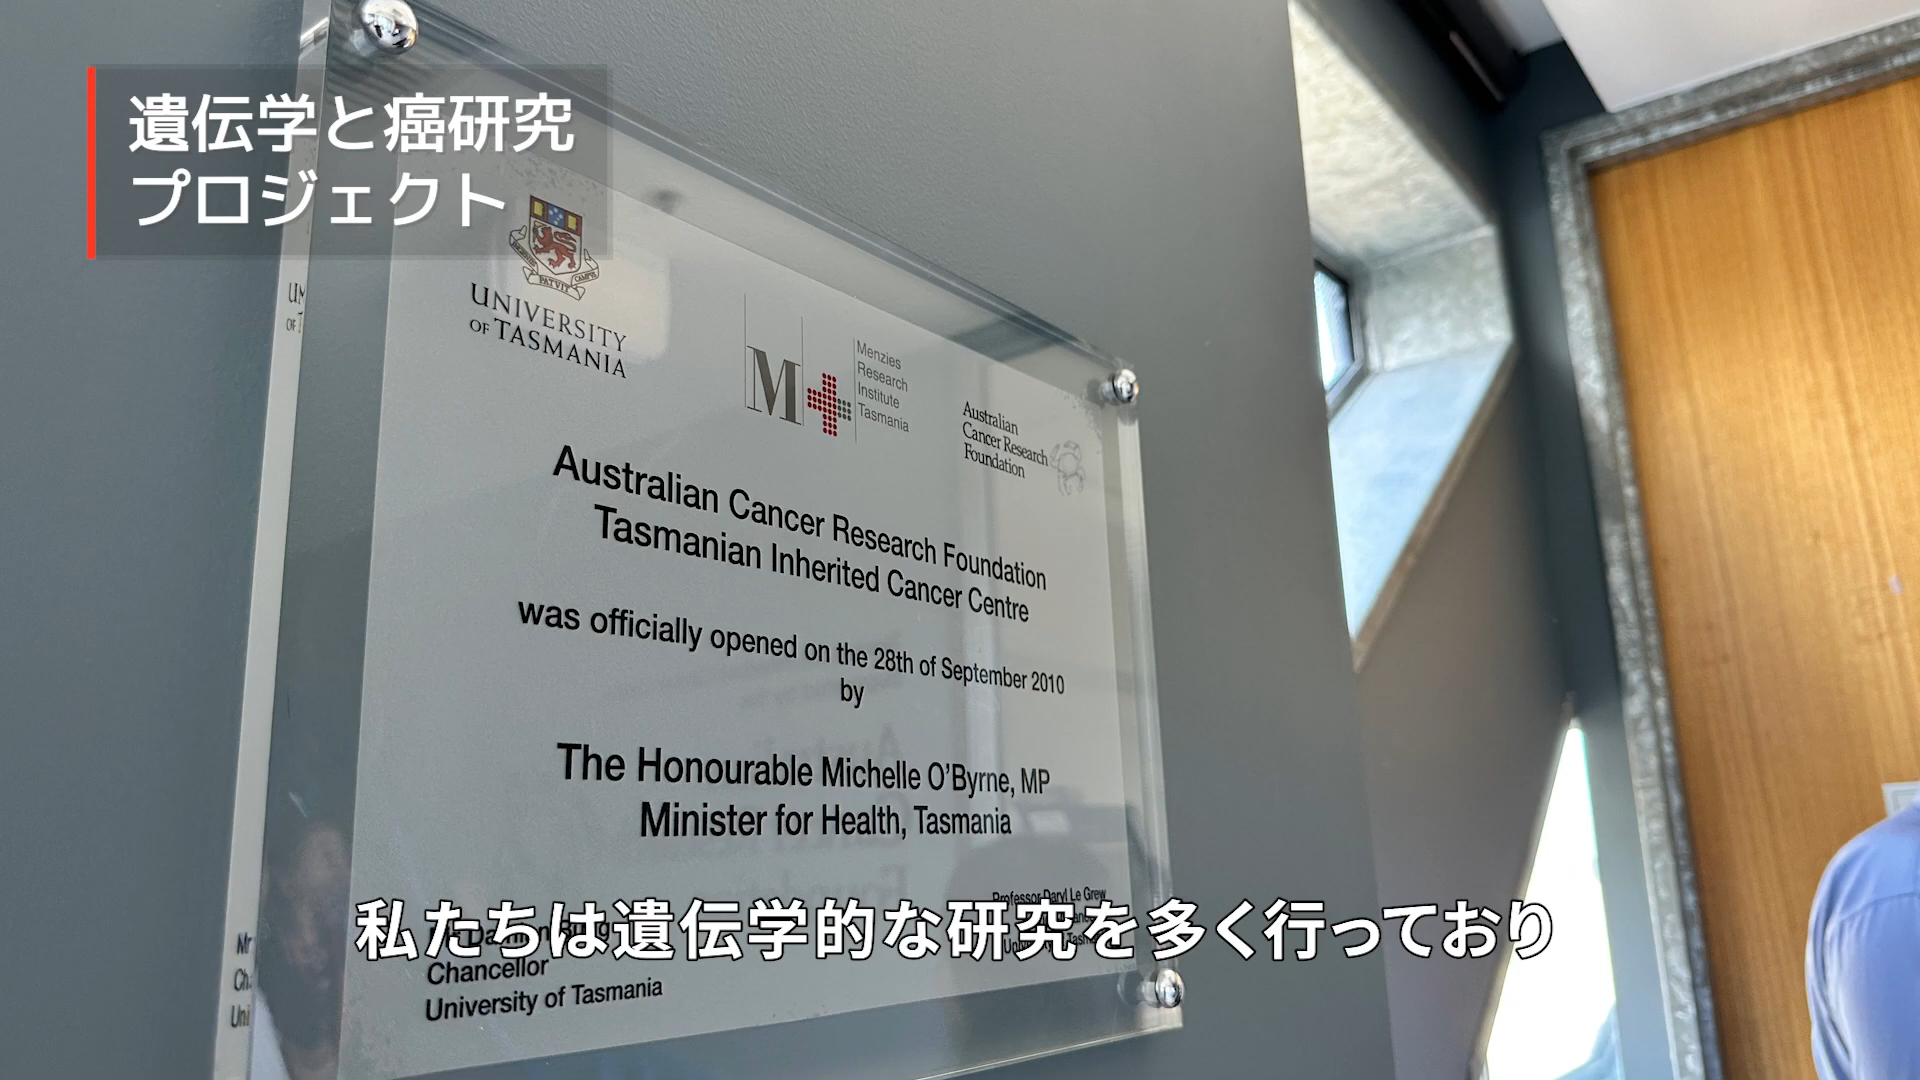 遺伝学と癌研究
プロジェクト
UNIVERSITY
OF TASMANIA
M
Menzies
Research
Institute
Tasmania
Australian
Cancer Research
Foundation
Australian Cancer Research Foundation
Tasmanian Inherited Cancer Centre
was officially opened on the 28th of September 2010
by
The Honourable Michelle O'Byrne, MP
Minister for Health, Tasmania
Professor Daryl Le Grew
私たちは遺伝学的な研究を多く行っており
Chancellor
University of Tasmania